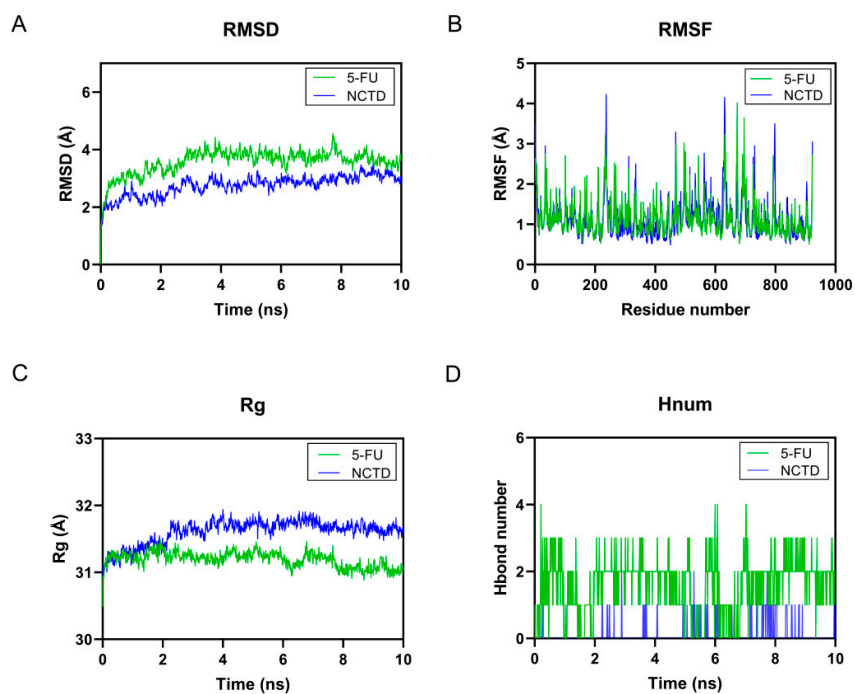 A
RMSD
5-FU
NCTD
RMSD (Å)
6
4
2
0
0 2 4 6 8 10
Time (ns)
B
RMSF
5-FU
NCTD
RMSF (Å)
5
4
3
2
1
0
0 200 400 600 800 1000
Residue number
C
Rg
5-FU
NCTD
Rg (Å)
33
32
31
30
0 2 4 6 8 10
Time (ns)
D
Hnum
5-FU
NCTD
Hbond number
6
4
2
0
0 2 4 6 8 10
Time (ns)